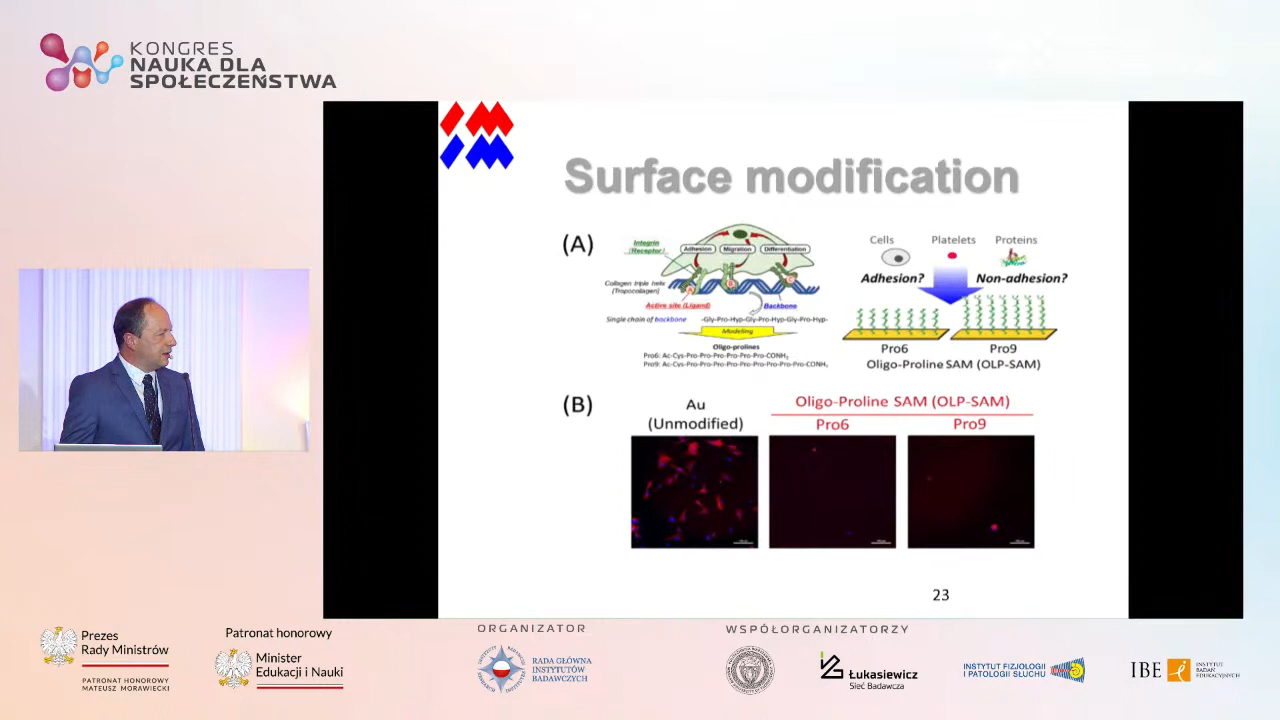 KONGRES
NAUKA DLA
SPOŁECZEŃSTWA
Surface modification
(A)
Integrin
(Receptor)
Adhesion
Migration
Differentiation
Collagen triple helix
(Tropocollagen)
A
B
C
Active site (Ligand)
Backbone
Single chain of backbone
-Gly-Pro-Hyp-Gly-Pro-Hyp-Gly-Pro-Hyp-
Modeling
Oligo-prolines
Pro6: Ac-Cys-Pro-Pro-Pro-Pro-Pro-Pro-CONH₂
Pro9: Ac-Cys-Pro-Pro-Pro-Pro-Pro-Pro-Pro-Pro-Pro-CONH₂
Cells
Platelets
Proteins
Adhesion?
Non-adhesion?
Pro6
Pro9
Oligo-Proline SAM (OLP-SAM)
(B)
Au
(Unmodified)
Oligo-Proline SAM (OLP-SAM)
Pro6
Pro9
23
Prezes
Rady Ministrów
PATRONAT HONOROWY
MATEUSZ MORAWIECKI
Patronat honorowy
Minister
Edukacji i Nauki
ORGANIZATOR
RADA GŁÓWNA
INSTYTUTÓW
BADAWCZYCH
WSPÓŁORGANIZATORZY
Łukasiewicz
Sieć Badawcza
INSTYTUT FIZJOLOGII
I PATOLOGII SŁUCHU
IBE
INSTYTUT
BADAŃ
EDUKACYJNYCH